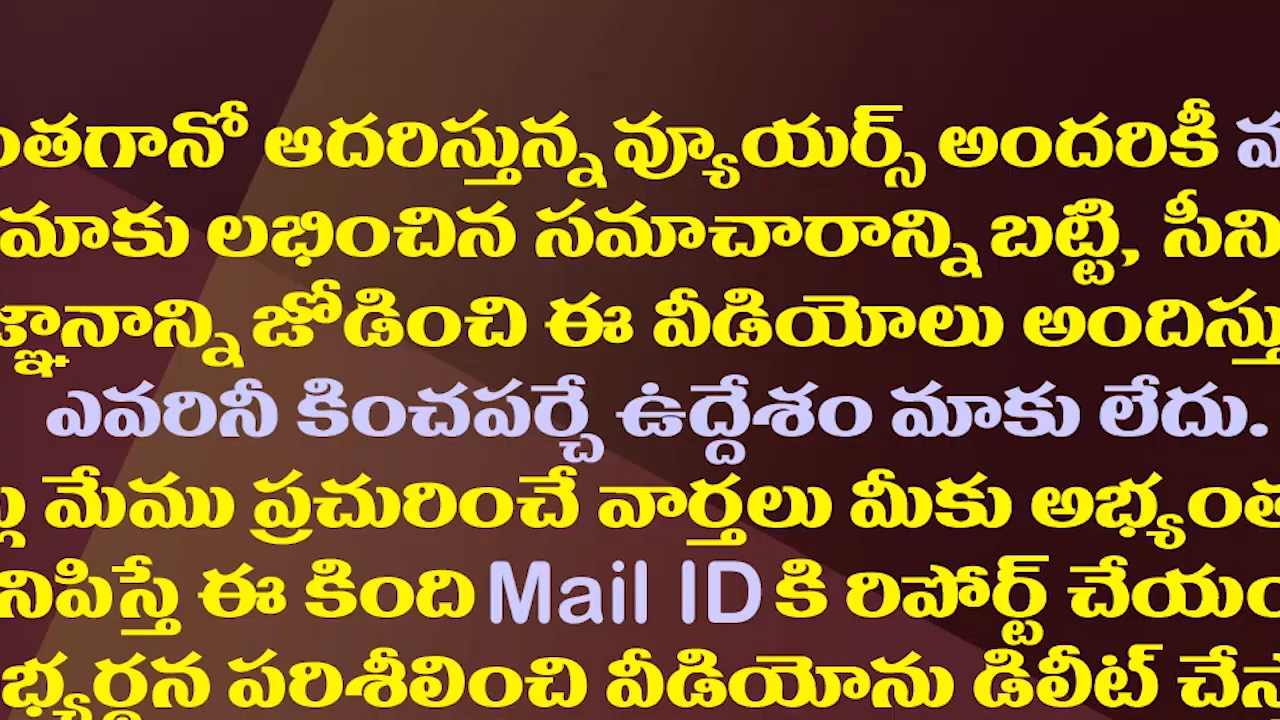 ంతగానో ఆదరిస్తున్న వ్యూయర్స్ అందరికీ
మాకు లభించిన సమాచారాన్ని బట్టి, సీని
జ్ఞానాన్ని జోడించి ఈ వీడియోలు అందిస్తు
ఎవరినీ కించపర్చే ఉద్దేశం మాకు లేదు.
మేము ప్రచురించే వార్తలు మీకు అభ్యంత
నిపిస్తే ఈ కింది Mail ID కి రిపోర్ట్ చేయం
భ్యర్థన పరిశీలించి వీడియోను డిలీట్ చేస